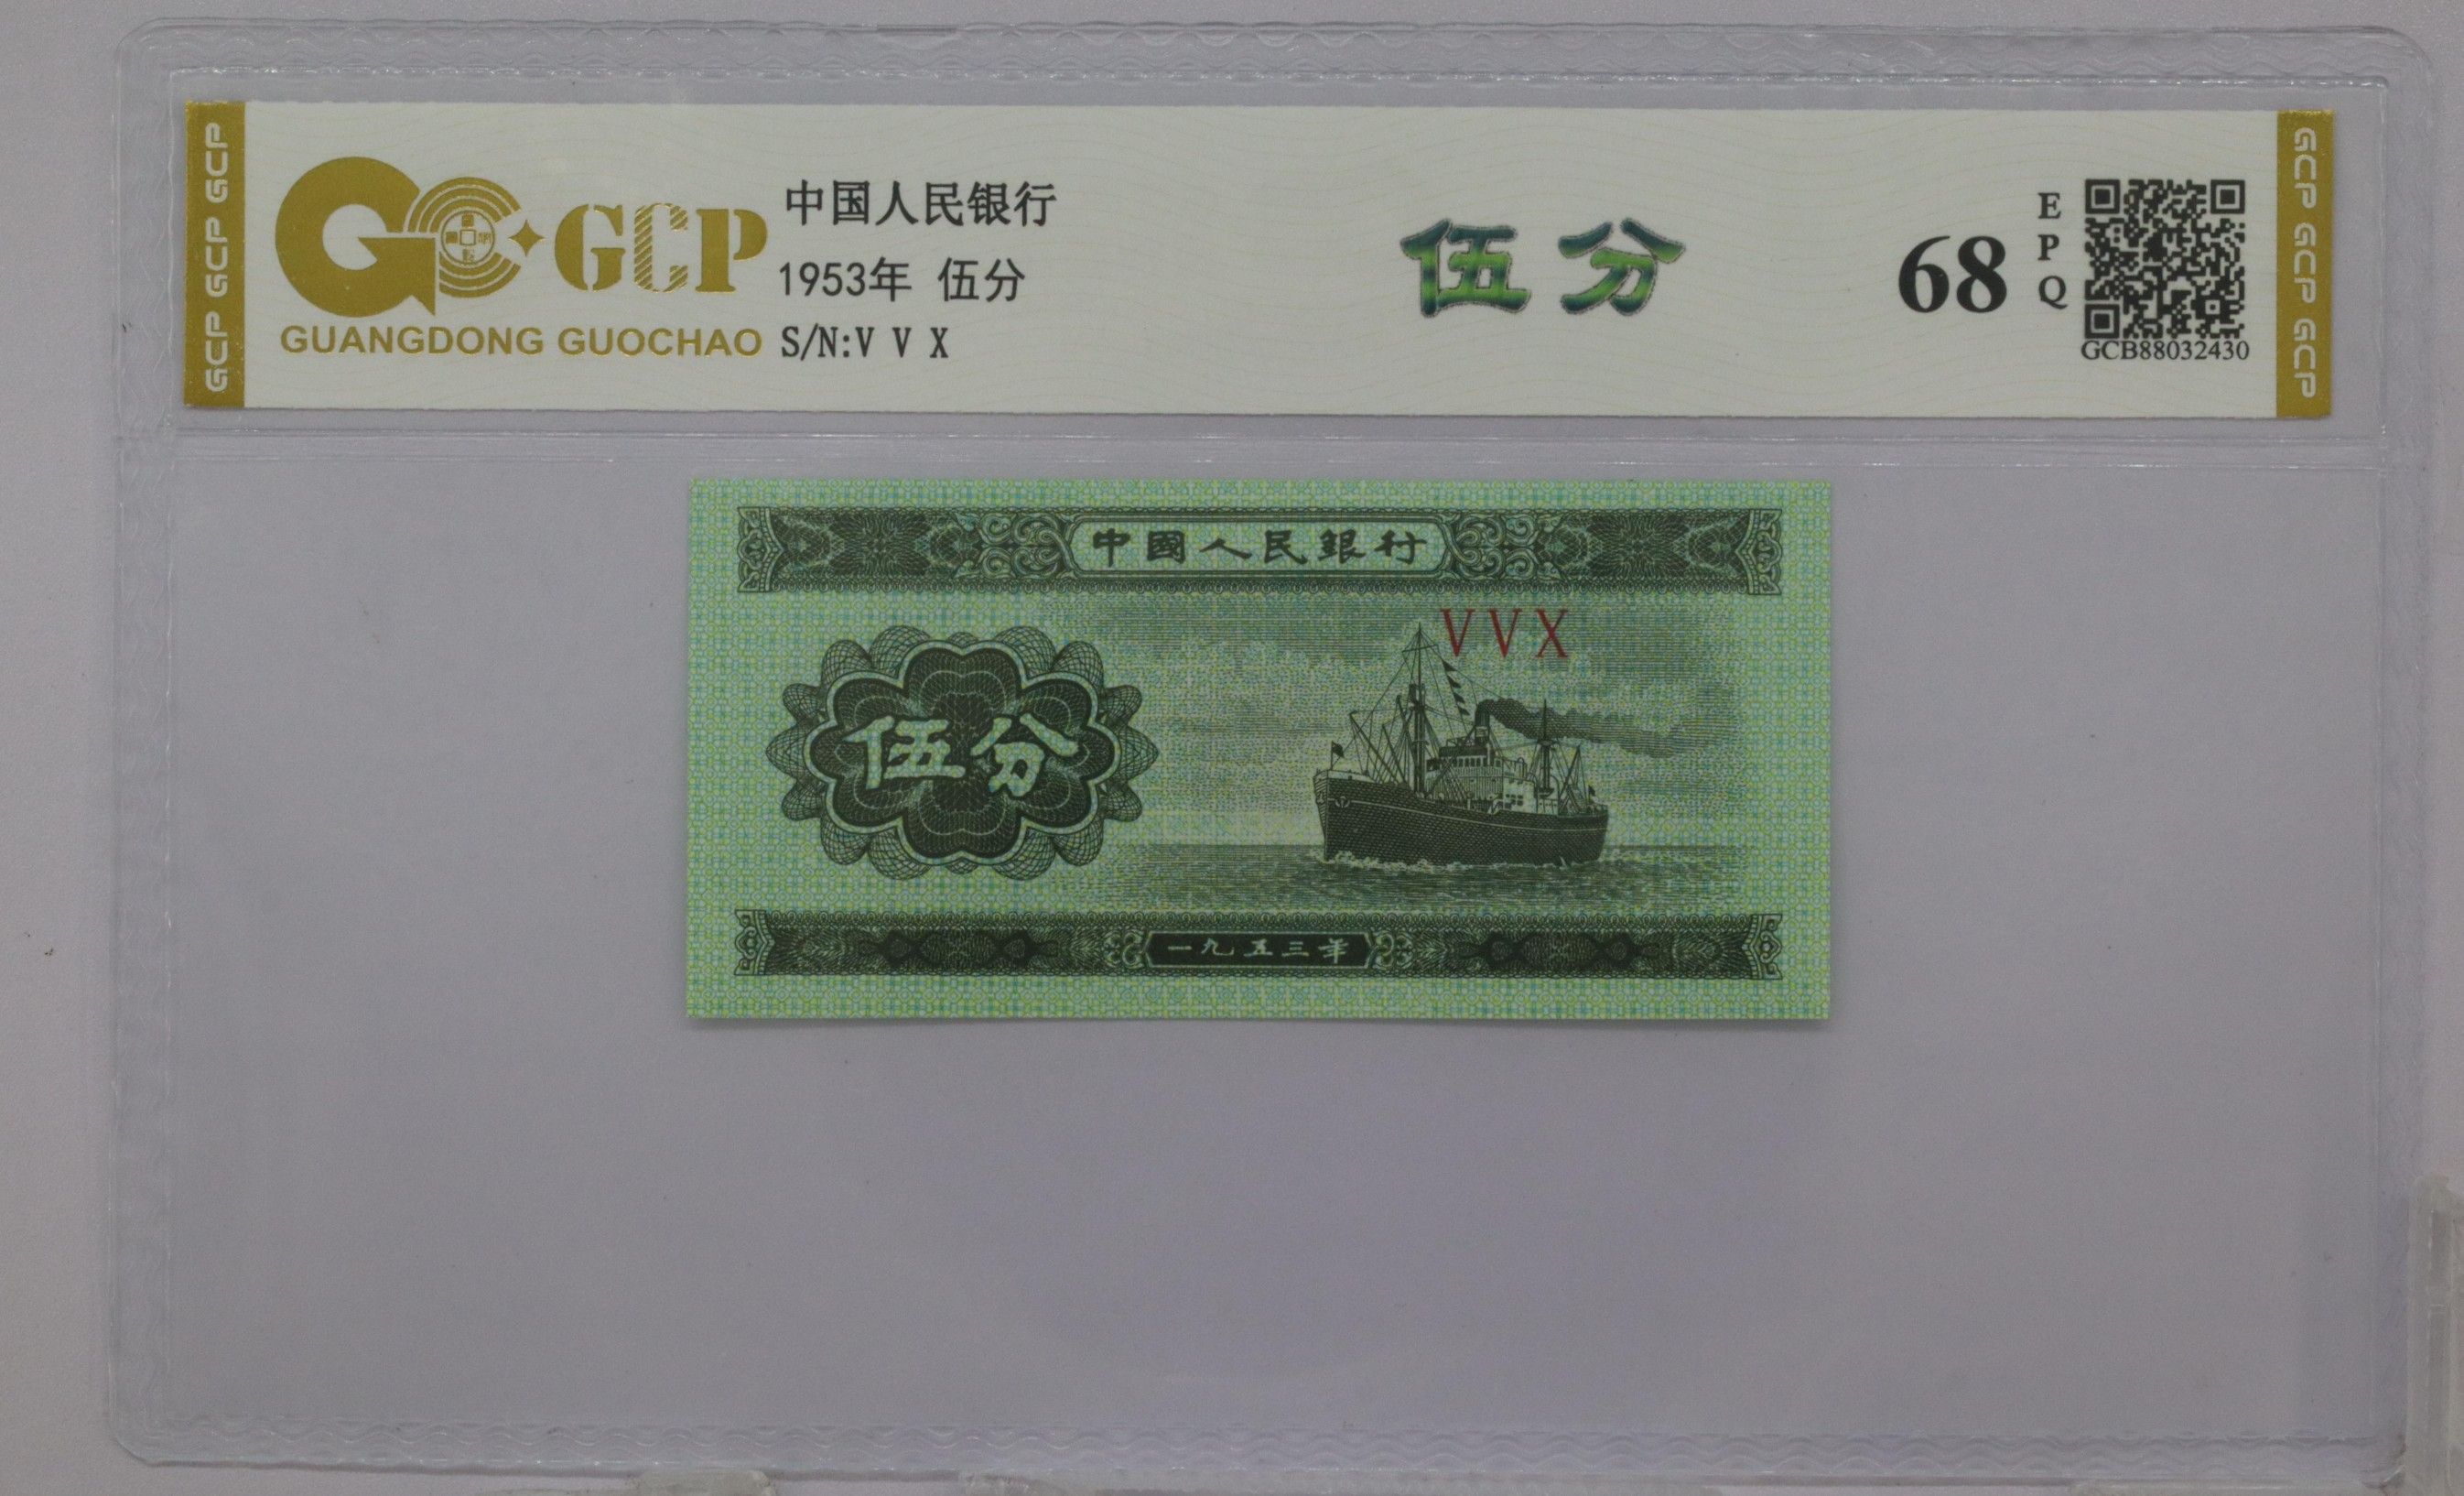 GCP GCP GCP
GCP
GUANGDONG GUOCHAO
中国人民银行
1953年 伍分
S/N:V V X
伍分
68
E
P
Q
GCB88032430
GCP GCP GCP
中國人民銀行
VVX
伍分
一九五三年